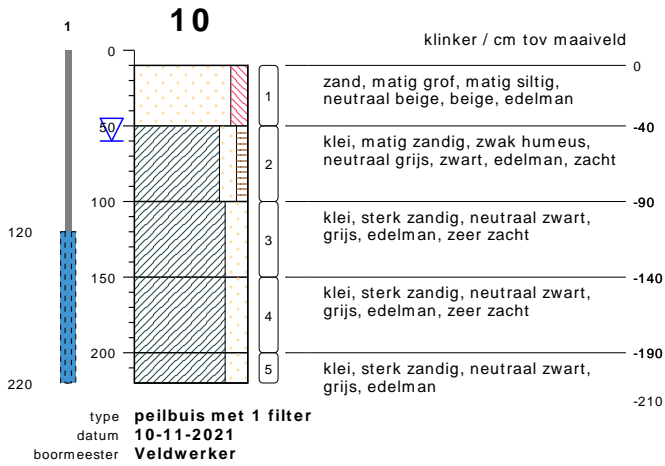 1
10
klinker / cm tov maaiveld
0
0
1
zand, matig grof, matig siltig,
neutraal beige, beige, edelman
50
-40
2
klei, matig zandig, zwak humeus,
neutraal grijs, zwart, edelman, zacht
100
-90
120
3
klei, sterk zandig, neutraal zwart,
grijs, edelman, zeer zacht
150
-140
4
klei, sterk zandig, neutraal zwart,
grijs, edelman, zeer zacht
200
-190
5
klei, sterk zandig, neutraal zwart,
grijs, edelman
220
-210
type peilbuis met 1 filter
datum 10-11-2021
boormeester Veldwerker